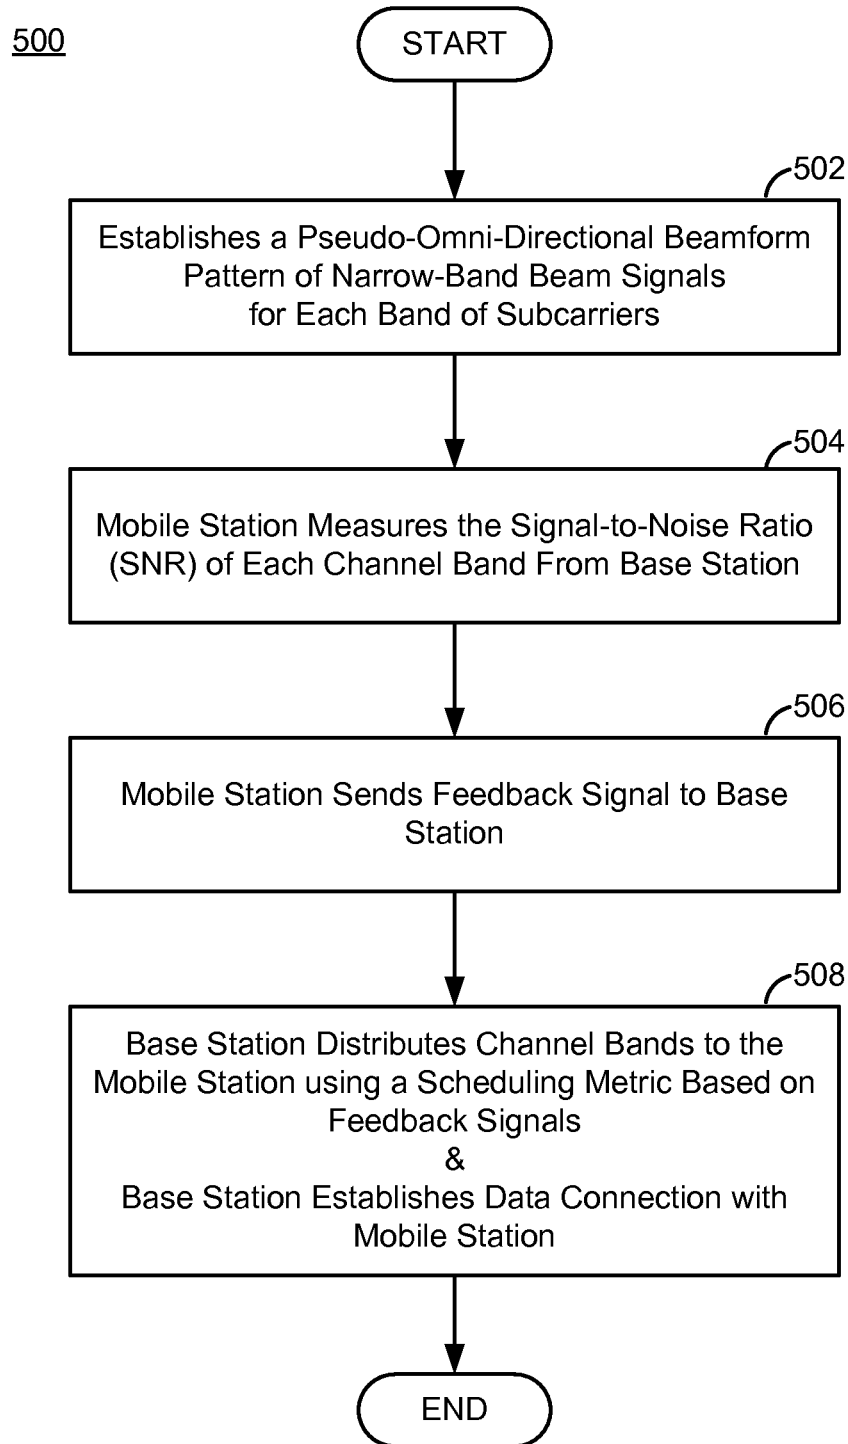 500
START
502
Establishes a Pseudo-Omni-Directional Beamform
Pattern of Narrow-Band Beam Signals
for Each Band of Subcarriers
504
Mobile Station Measures the Signal-to-Noise Ratio
(SNR) of Each Channel Band From Base Station
506
Mobile Station Sends Feedback Signal to Base
Station
508
Base Station Distributes Channel Bands to the
Mobile Station using a Scheduling Metric Based on
Feedback Signals
&
Base Station Establishes Data Connection with
Mobile Station
END